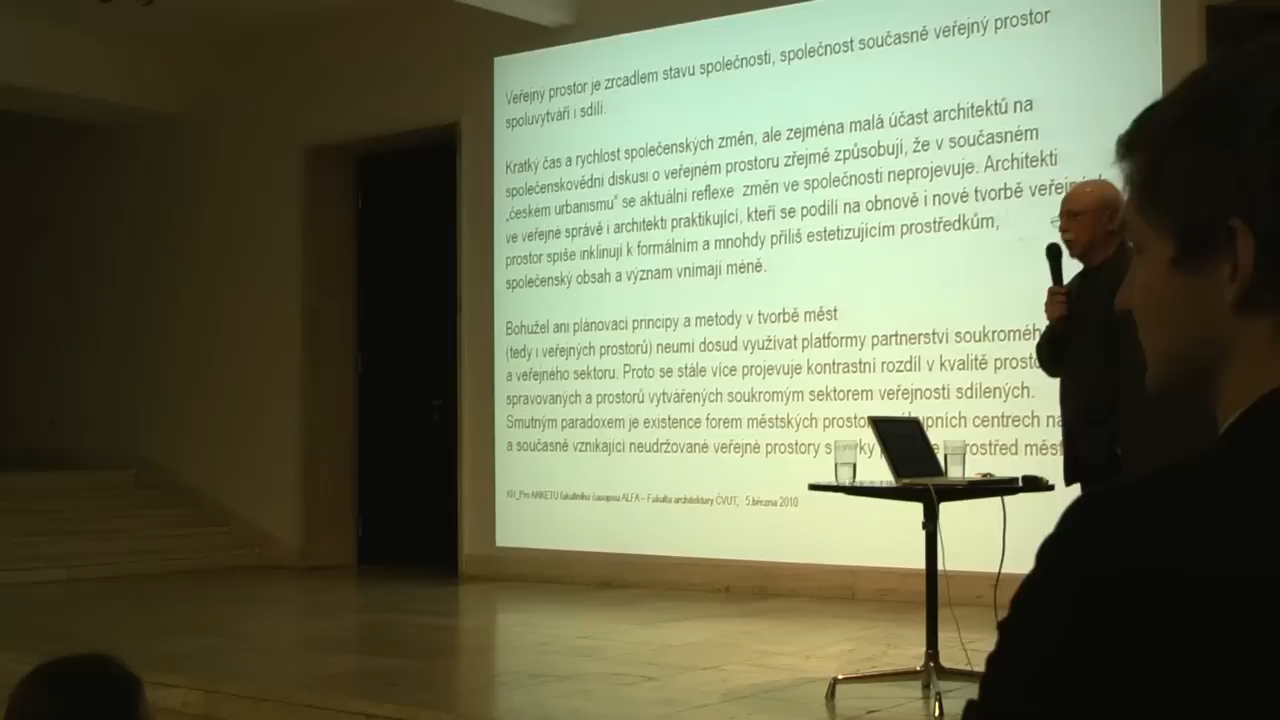 Veřejný prostor je zrcadlem stavu společnosti, společnost současně veřejný prostor
spoluvytváří i sdílí.
Krátký čas a rychlost společenských změn, ale zejména malá účast architektů na
společenskovědní diskusi o veřejném prostoru zřejmě způsobují, že v současném
„českém urbanismu“ se aktuální reflexe změn ve společnosti neprojevuje. Architekti
ve veřejné správě i architekti praktikující, kteří se podílí na obnově i nové tvorbě
prostor spíše inklinují k formálním a mnohdy příliš estetizujícím prostředkům,
společenský obsah a význam vnímají méně.
Bohužel ani plánovací principy a metody v tvorbě měst
(tedy i veřejných prostorů) neumí dosud využívat platformy partnerství
a veřejného sektoru. Proto se stále více projevuje kontrastní rozdíl v kvalitě
spravovaných a prostorů vytvářených soukromým sektorem veřejností sdílených.
Smutným paradoxem je existence forem městských
a současně vznikající neudržované veřejné prostory
KH_Pro ANKETU fakultního časopisu ALFA – Fakulta architektury ČVUT, 5.března 2010